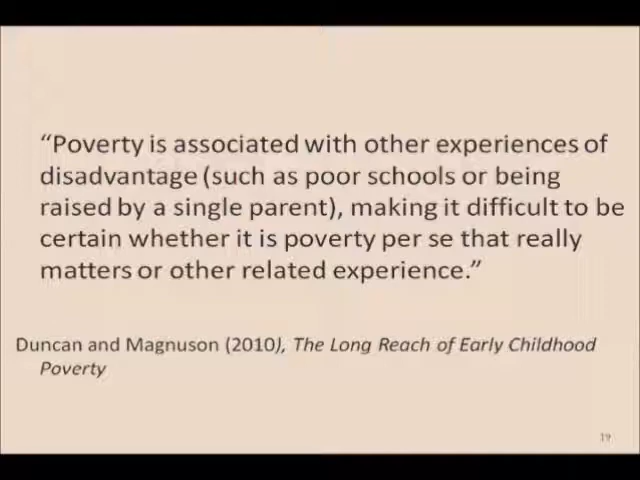 “Poverty is associated with other experiences of
disadvantage (such as poor schools or being
raised by a single parent), making it difficult to be
certain whether it is poverty per se that really
matters or other related experience.”
Duncan and Magnuson (2010), The Long Reach of Early Childhood
Poverty
19